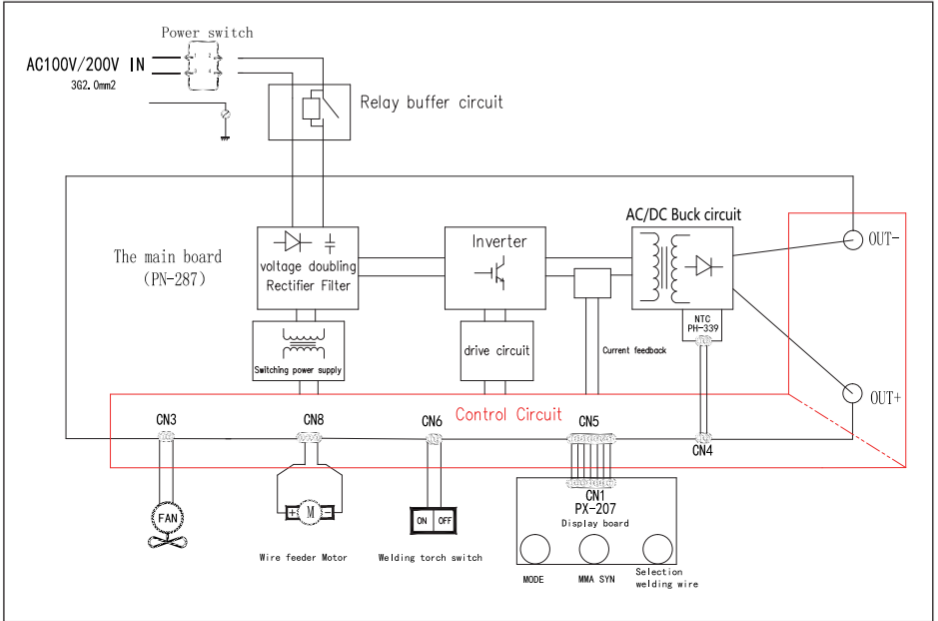 Power switch
AC100V/200V IN
3G2.0mm2
Relay buffer circuit
AC/DC Buck circuit
OUT-
The main board
(PN-287)
voltage doubling
Rectifier Filter
Inverter
NTC
PH-339
Switching power supply
drive circuit
Current feedback
OUT+
Control Circuit
CN3
CN8
CN6
CN5
CN4
CN1
PX-207
Display board
FAN
+ M -
ON OFF
Wire feeder Motor
Welding torch switch
MODE
MMA SYN
Selection
welding wire